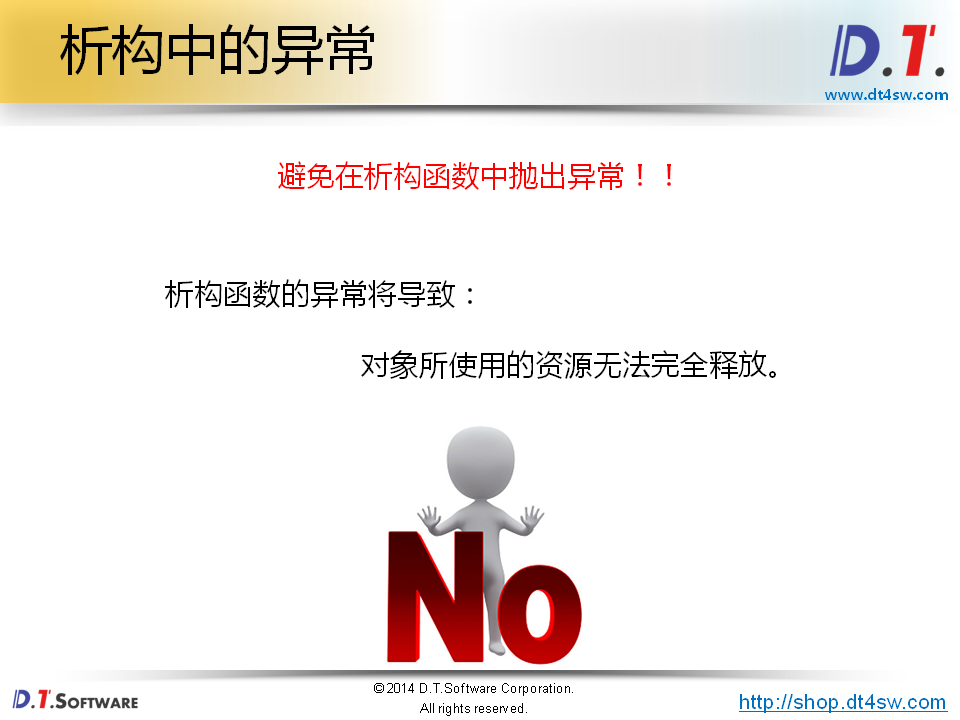 析构中的异常
D.T.
www.dt4sw.com
避免在析构函数中抛出异常！！
析构函数的异常将导致：
对象所使用的资源无法完全释放。
No
D.T.SOFTWARE
©2014 D.T.Software Corporation.
All rights reserved.
http://shop.dt4sw.com